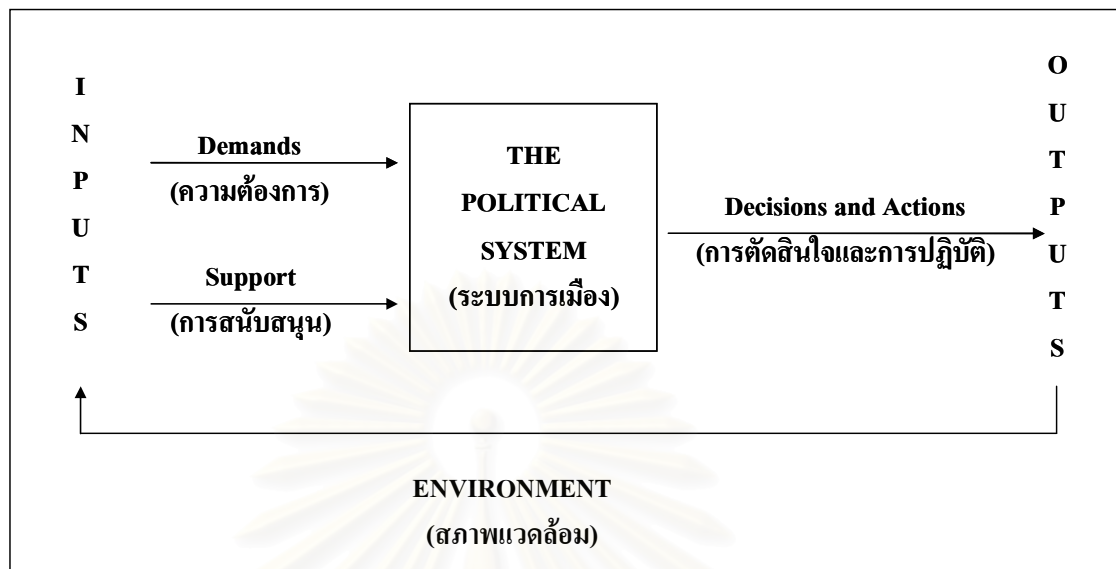 INPUTS
Demands
(ความต้องการ)
Support
(การสนับสนุน)
THE
POLITICAL
SYSTEM
(ระบบการเมือง)
Decisions and Actions
(การตัดสินใจและการปฏิบัติ)
OUTPUTS
ENVIRONMENT
(สภาพแวดล้อม)